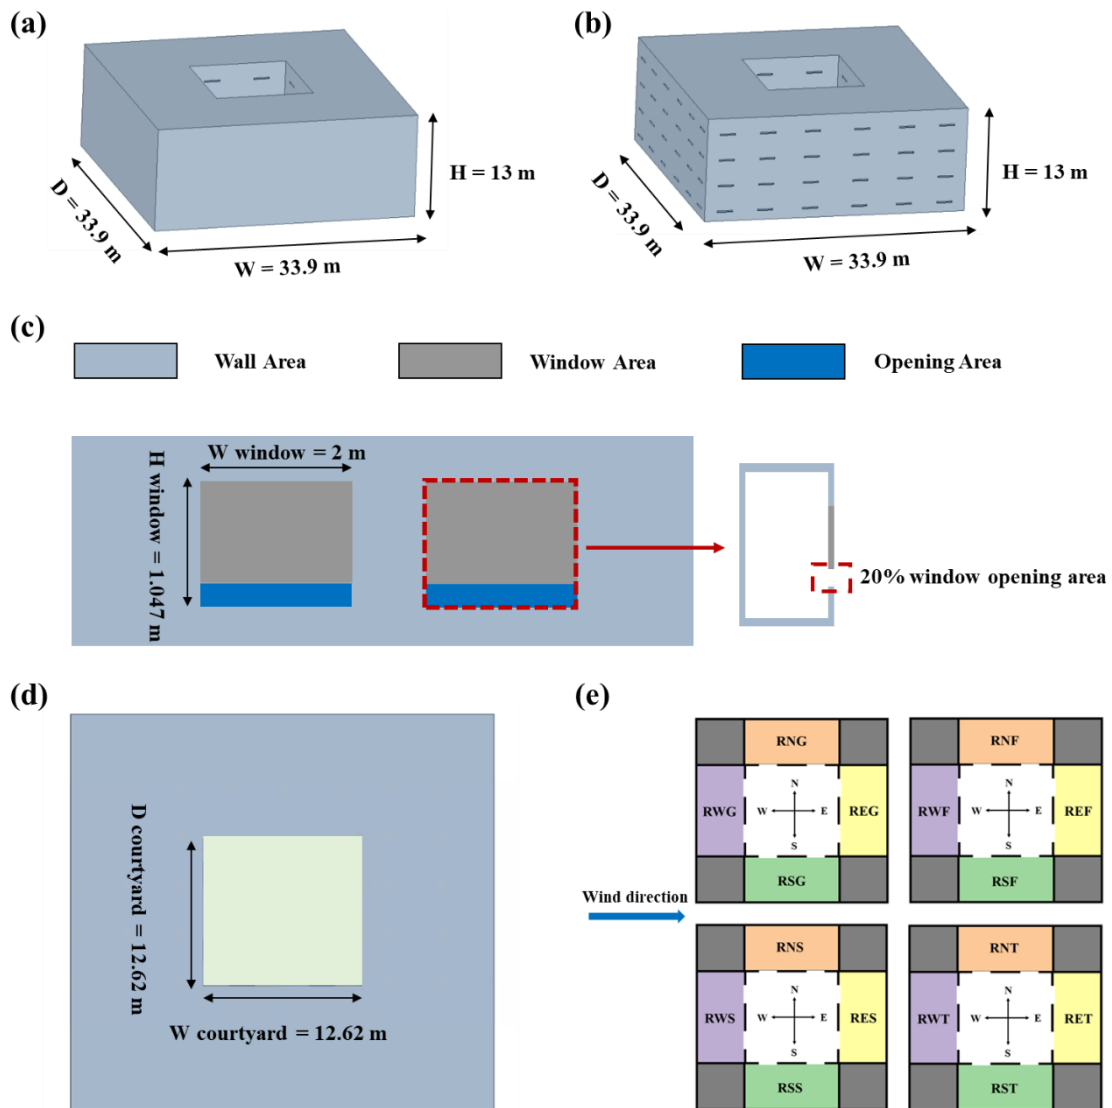 (a)
(b)
H = 13 m
D = 33.9 m
W = 33.9 m
H = 13 m
D = 33.9 m
W = 33.9 m
(c)
Wall Area
Window Area
Opening Area
W window = 2 m
H window = 1.047 m
20% window opening area
(d)
D courtyard = 12.62 m
W courtyard = 12.62 m
(e)
Wind direction
RNG
RWG
N
W
E
S
REG
RSG
RNF
RWF
N
W
E
S
REF
RSF
RNS
RWS
N
W
E
S
RES
RSS
RNT
RWT
N
W
E
S
RET
RST